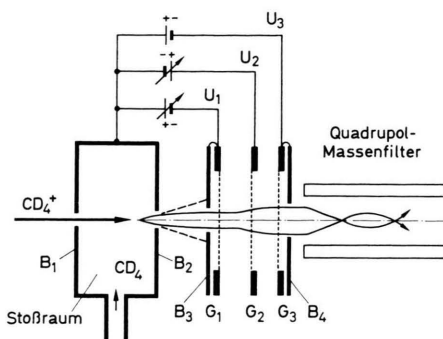 + -
U₃
- +
U₂
U₁
+ -
Quadrupol-
Massenfilter
CD₄⁺
B₁
CD₄
B₂
Stoßraum
B₃
G₁
G₂
G₃
B₄